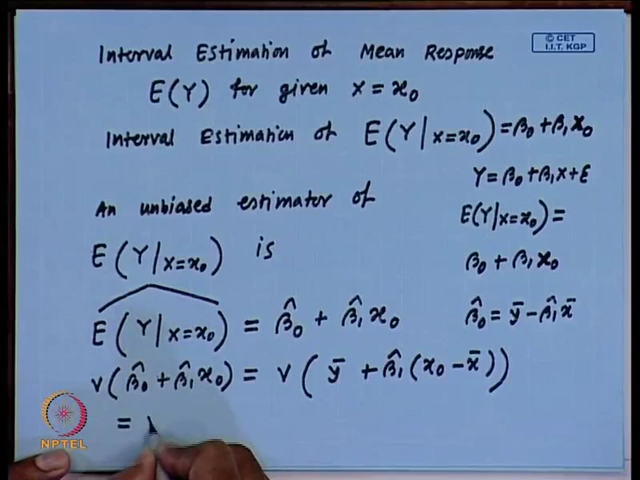 Interval Estimation of Mean Response
© CET
I.I.T. KGP
E(Y) for given x = x₀
Interval Estimation of E(Y|x=x₀) = β₀ + β₁x₀
Y = β₀ + β₁x + ε
An unbiased estimator of
E(Y|x=x₀) =
E(Y|x=x₀) is
β₀ + β₁x₀
\widehat{E(Y|x=x₀)} = β̂₀ + β̂₁x₀
β̂₀ = ȳ - β̂₁x̄
V(β̂₀ + β̂₁x₀) = V(ȳ + β̂₁(x₀ - x̄))
=
NPTEL